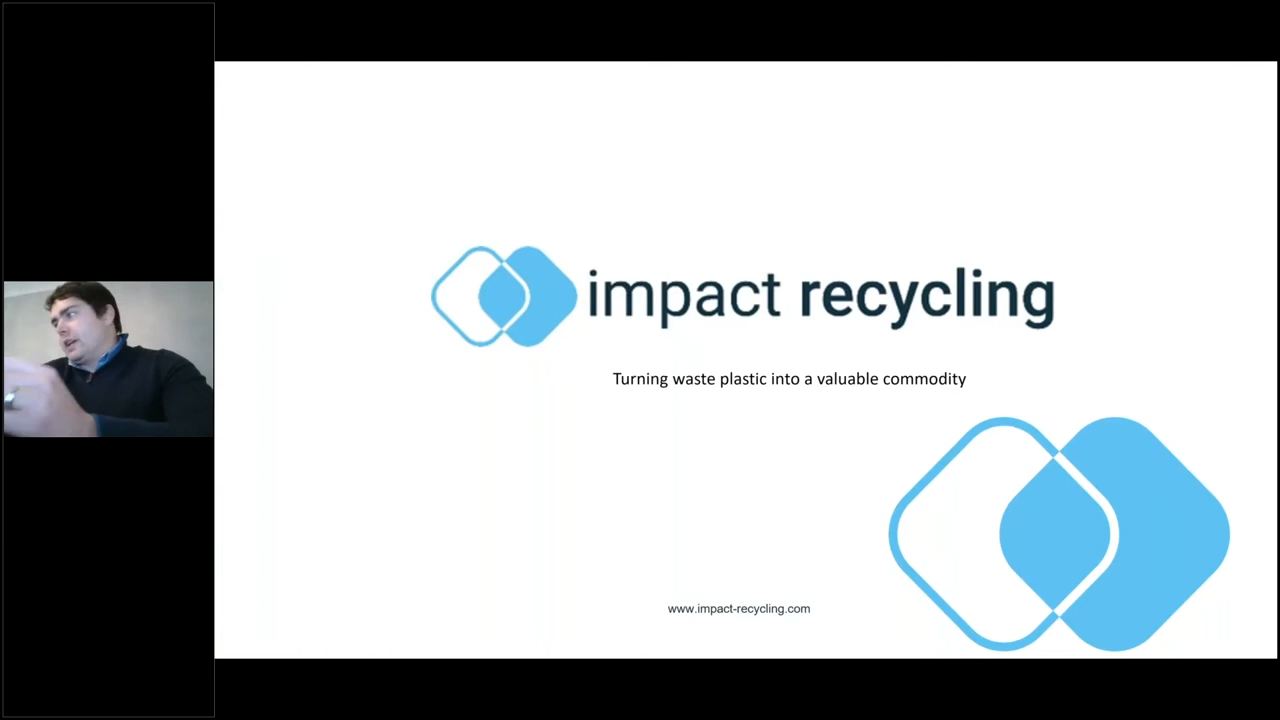 impact recycling
Turning waste plastic into a valuable commodity
www.impact-recycling.com